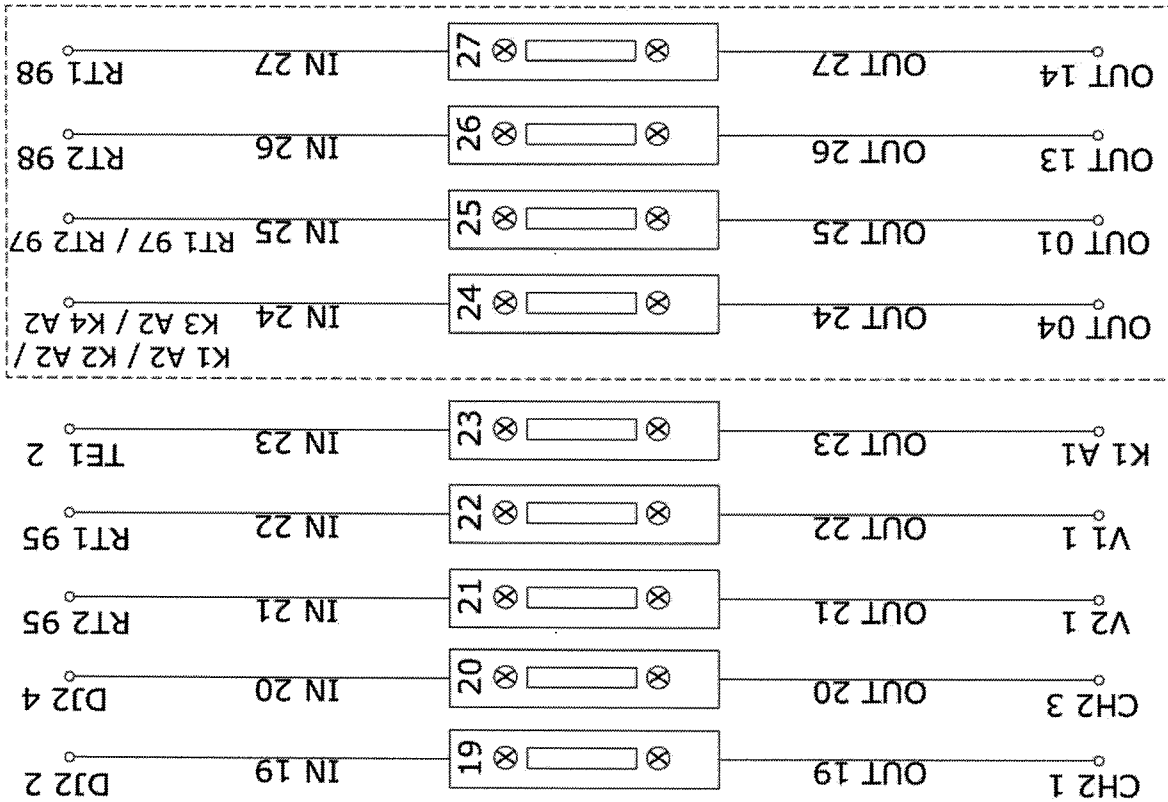 CH2 1 OUT 19 19 IN 19 DJ2 2
CH2 3 OUT 20 20 IN 20 DJ2 4
V2 1 OUT 21 21 IN 21 RT2 95
V1 1 OUT 22 22 IN 22 RT1 95
K1 A1 OUT 23 23 IN 23 TE1 2
K1 A2 / K2 A2 /
OUT 04 OUT 24 24 IN 24 K3 A2 / K4 A2
OUT 01 OUT 25 25 IN 25 RT1 97 / RT2 97
OUT 13 OUT 26 26 IN 26 RT2 98
OUT 14 OUT 27 27 IN 27 RT1 98